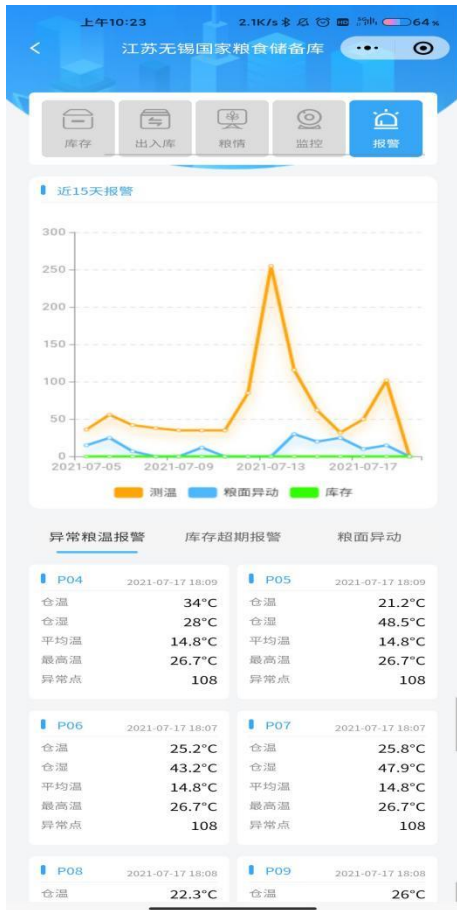 上午10:23 2.1K/s 64%
江苏无锡国家粮食储备库
库存 出入库 粮情 监控 报警
近15天报警
300
250
200
150
100
50
0
2021-07-05 2021-07-09 2021-07-13 2021-07-17
测温 粮面异动 库存
异常粮温报警 库存超期报警 粮面异动
P04 2021-07-17 18:09 P05 2021-07-17 18:09
仓温 34°C 仓温 21.2°C
仓湿 28°C 仓湿 48.5°C
平均温 14.8°C 平均温 14.8°C
最高温 26.7°C 最高温 26.7°C
异常点 108 异常点 108
P06 2021-07-17 18:07 P07 2021-07-17 18:07
仓温 25.2°C 仓温 25.8°C
仓湿 43.2°C 仓湿 47.9°C
平均温 14.8°C 平均温 14.8°C
最高温 26.7°C 最高温 26.7°C
异常点 108 异常点 108
P08 2021-07-17 18:08 P09 2021-07-17 18:08
仓温 22.3°C 仓温 26°C